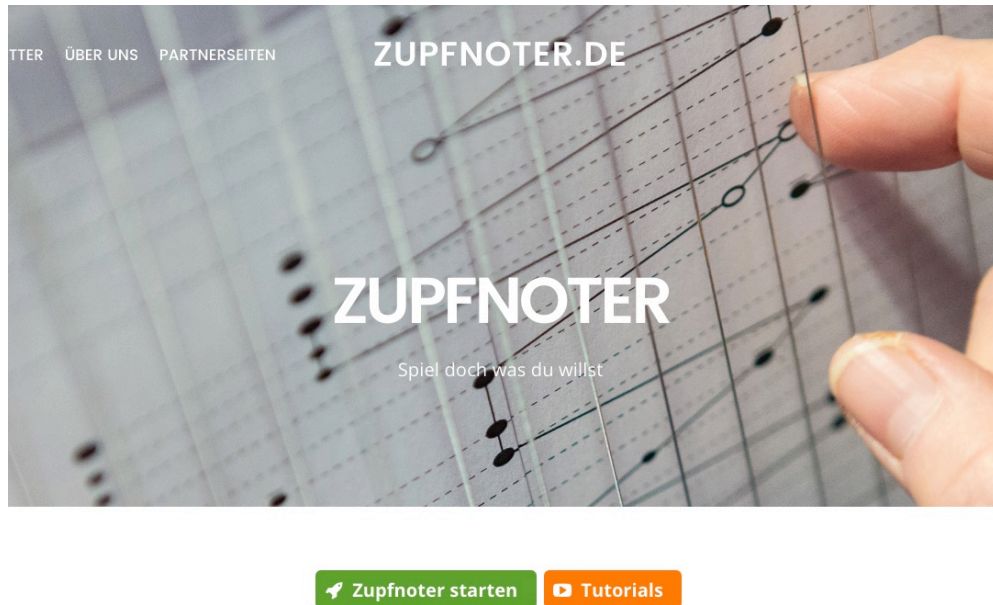 TTER ÜBER UNS PARTNERSEITEN ZUPFNOTER.DE
ZUPFNOTER
Spiel doch was du willst
Zupfnoter starten Tutorials